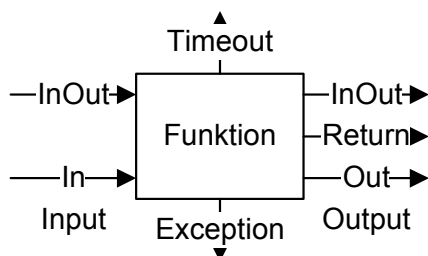 Timeout
InOut
InOut
Funktion
Return
In
Out
Input
Exception
Output